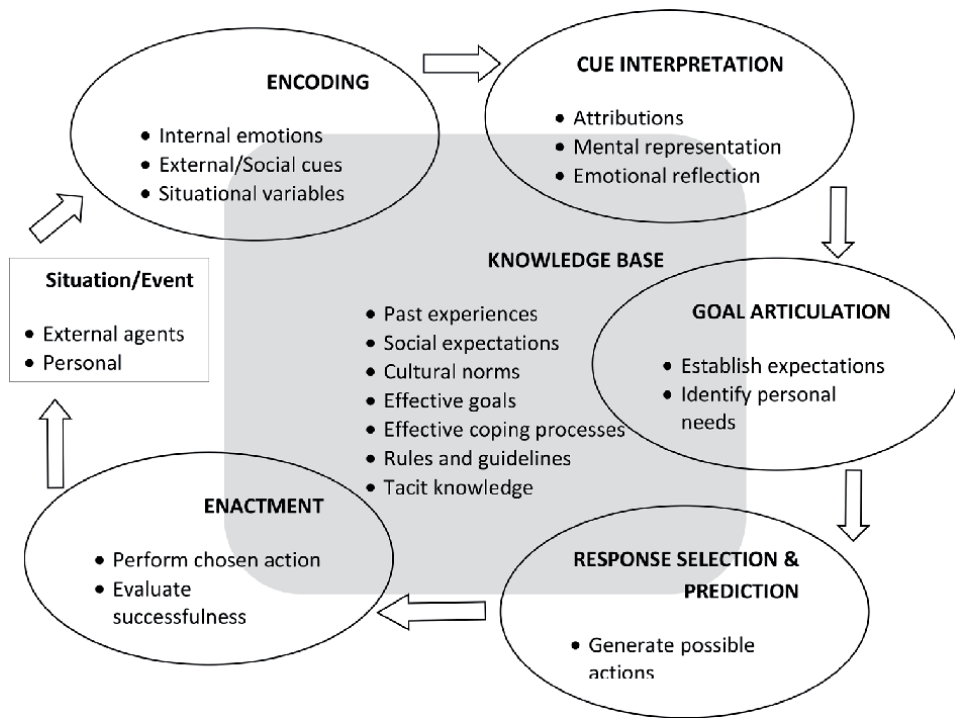 ENCODING
• Internal emotions
• External/Social cues
• Situational variables
CUE INTERPRETATION
• Attributions
• Mental representation
• Emotional reflection
Situation/Event
• External agents
• Personal
KNOWLEDGE BASE
• Past experiences
• Social expectations
• Cultural norms
• Effective goals
• Effective coping processes
• Rules and guidelines
• Tacit knowledge
GOAL ARTICULATION
• Establish expectations
• Identify personal
needs
ENACTMENT
• Perform chosen action
• Evaluate
successfulness
RESPONSE SELECTION &
PREDICTION
• Generate possible
actions